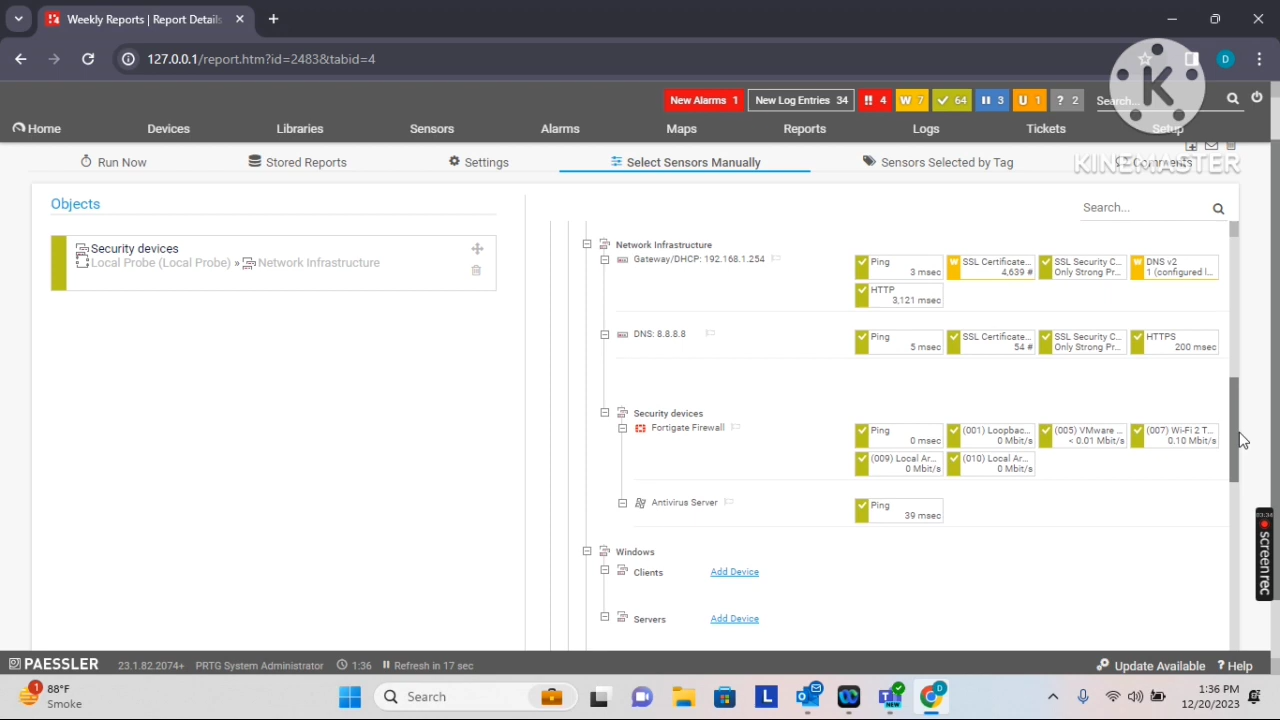 Weekly Reports | Report Details
127.0.0.1/report.htm?id=2483&tabid=4
D
New Alarms 1
New Log Entries 34
!! 4
W 7
64
3
U 1
? 2
Search...
K
Home
Devices
Libraries
Sensors
Alarms
Maps
Reports
Logs
Tickets
Setup
Run Now
Stored Reports
Settings
Select Sensors Manually
Sensors Selected by Tag
Comments
KINEMASTER
Objects
Search...
Security devices
Local Probe (Local Probe) » Network Infrastructure
Network Infrastructure
Gateway/DHCP: 192.168.1.254
Ping
3 msec
W SSL Certificate...
4,639 #
SSL Security C...
Only Strong Pr...
W DNS v2
1 (configured l...
HTTP
3,121 msec
DNS: 8.8.8.8
Ping
5 msec
SSL Certificate...
54 #
SSL Security C...
Only Strong Pr...
HTTPS
200 msec
Security devices
Fortigate Firewall
Ping
0 msec
(001) Loopbac...
0 Mbit/s
(005) VMware ...
< 0.01 Mbit/s
(007) Wi-Fi 2 T...
0.10 Mbit/s
(009) Local Ar...
0 Mbit/s
(010) Local Ar...
0 Mbit/s
Antivirus Server
Ping
39 msec
Windows
Clients
Add Device
Servers
Add Device
screen rec
PAESSLER
23.1.82.2074+
PRTG System Administrator
1:36
Refresh in 17 sec
Update Available
? Help
1
88°F
Smoke
Search
L
NEW
D
1:36 PM
12/20/2023